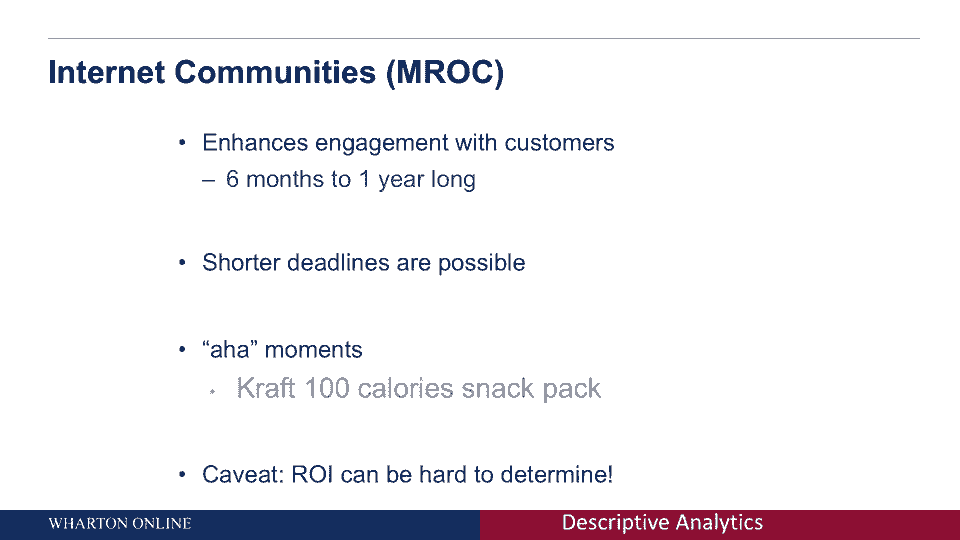 Internet Communities (MROC)
• Enhances engagement with customers
– 6 months to 1 year long
• Shorter deadlines are possible
• “aha” moments
• Kraft 100 calories snack pack
• Caveat: ROI can be hard to determine!
WHARTON ONLINE
Descriptive Analytics